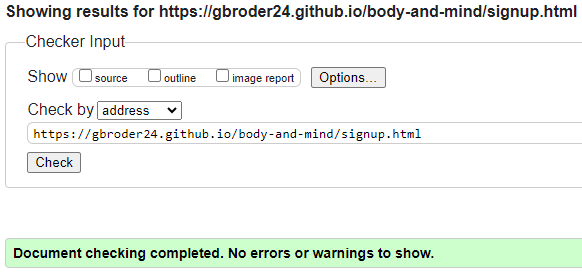 Showing results for https://gbroder24.github.io/body-and-mind/signup.html
Checker Input
Show source outline image report Options...
Check by address
https://gbroder24.github.io/body-and-mind/signup.html
Check
Document checking completed. No errors or warnings to show.